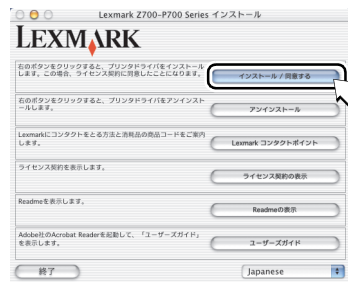 Lexmark Z700-P700 Series インストール
LEXMARK
右のボタンをクリックすると、プリンタドライバをインストール
します。この場合、ライセンス契約に同意したことになります。
インストール / 同意する
右のボタンをクリックすると、プリンタドライバをアンインスト
ールします。
アンインストール
Lexmarkにコンタクトをとる方法と消耗品の商品コードをご案内
します。
Lexmark コンタクトポイント
ライセンス契約を表示します。
ライセンス契約の表示
Readmeを表示します。
Readmeの表示
Adobe社のAcrobat Readerを起動して、「ユーザーズガイド」
を表示します。
ユーザーズガイド
終了
Japanese